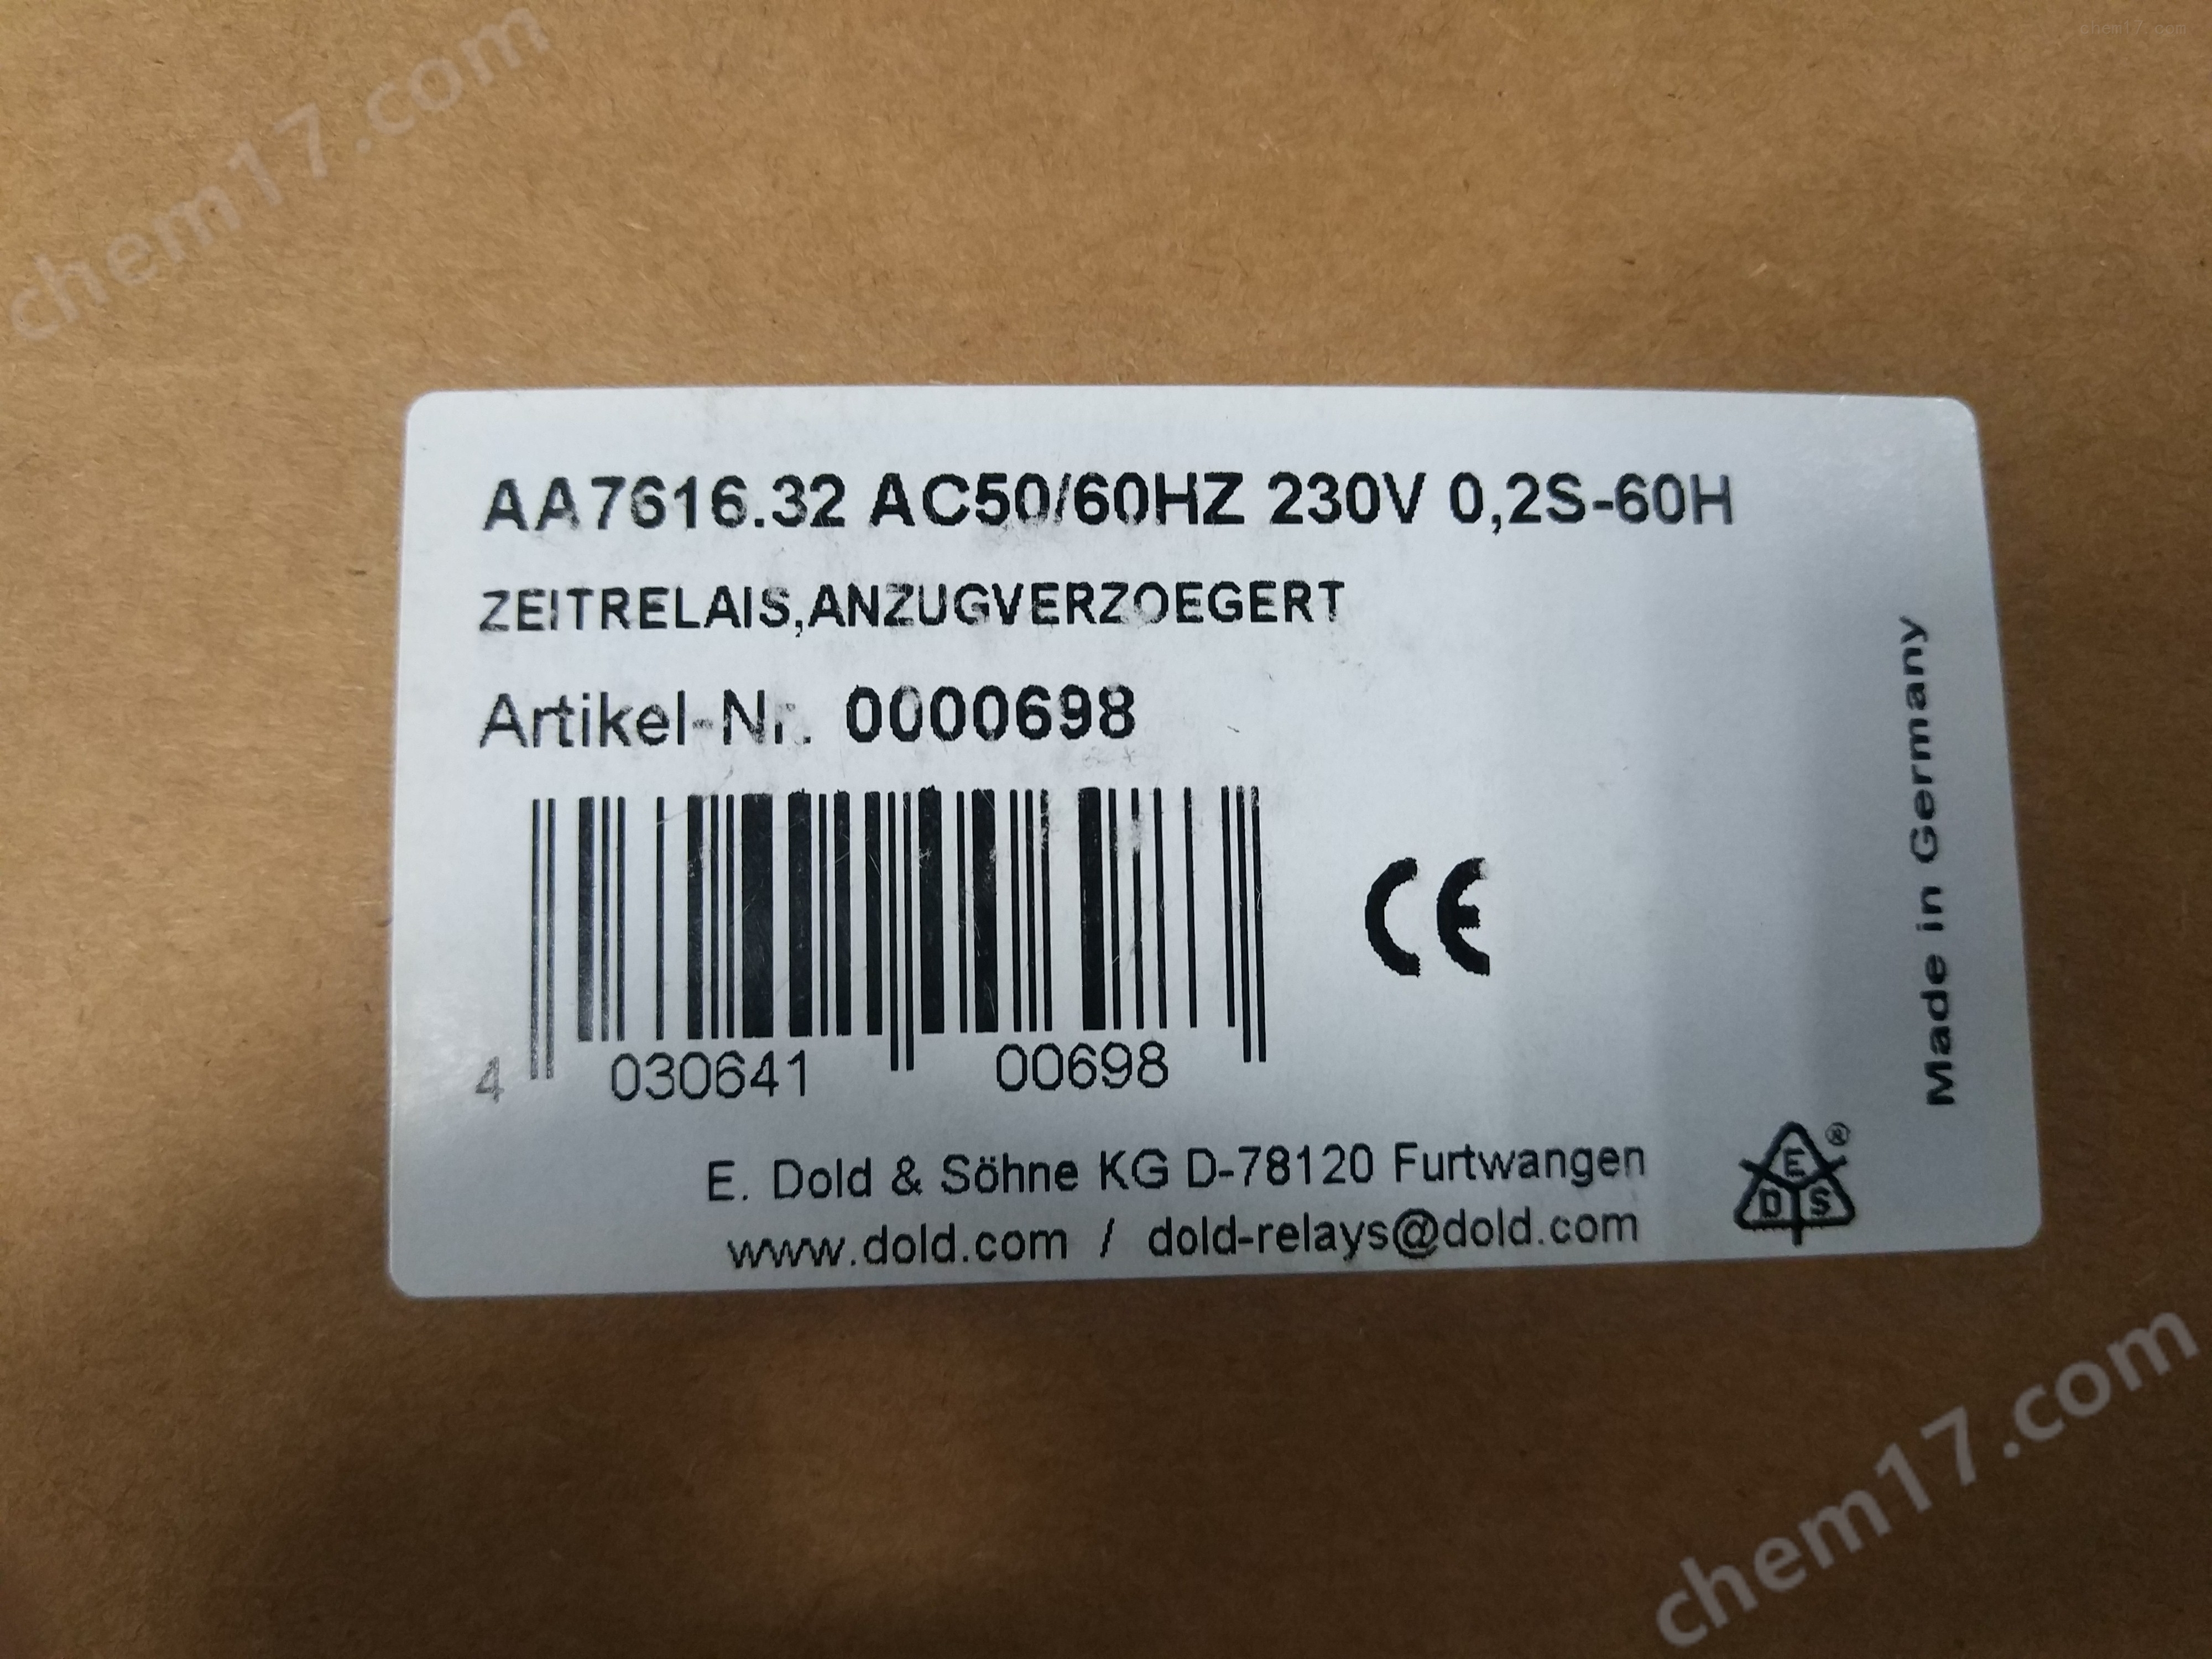 chem17.com
chem17.com
AA7616.32 AC50/60HZ 230V 0,2S-60H
ZEITRELAIS,ANZUGVERZOEGERT
Artikel-Nr. 0000698
Made in Germany
CE
4 030641 00698
E. Dold & Söhne KG D-78120 Furtwangen
www.dold.com / dold-relays@dold.com
E ®
D S
chem17.com